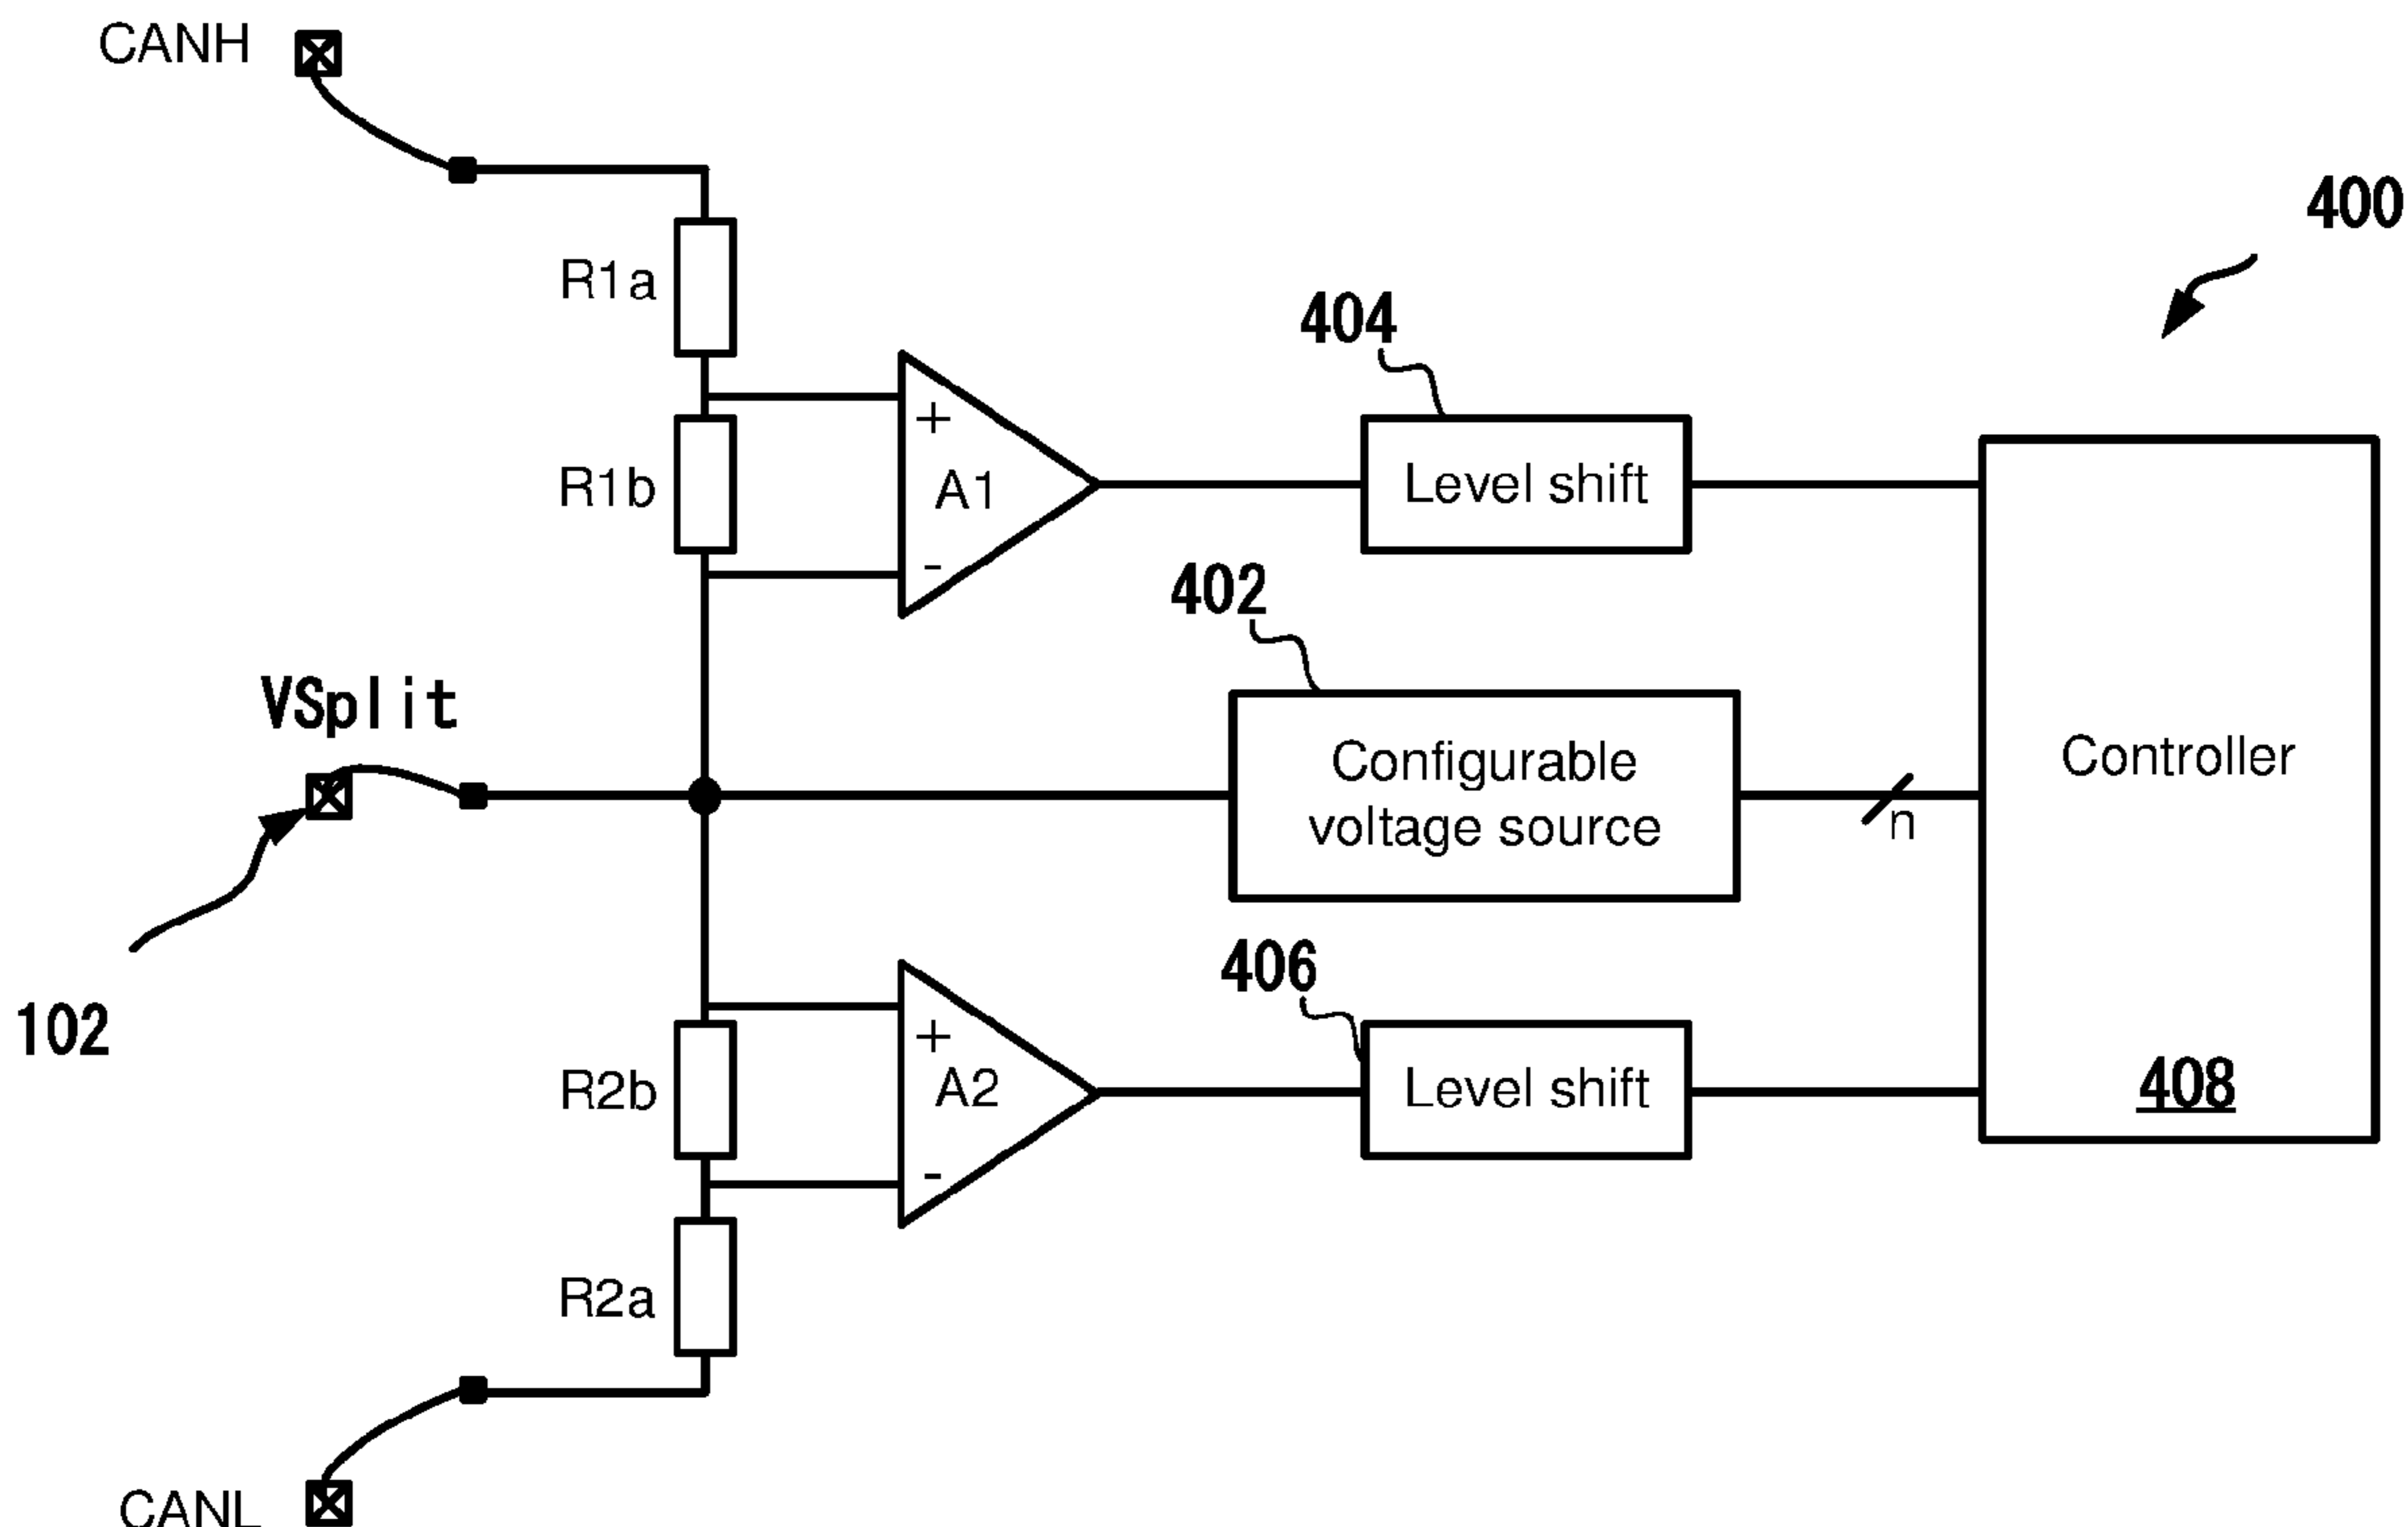 CANH
400
R1a
404
+
Level shift
R1b
A1
-
402
VSplit
Configurable
voltage source
Controller
n
102
406
+
Level shift
R2b
A2
408
-
R2a
CANL